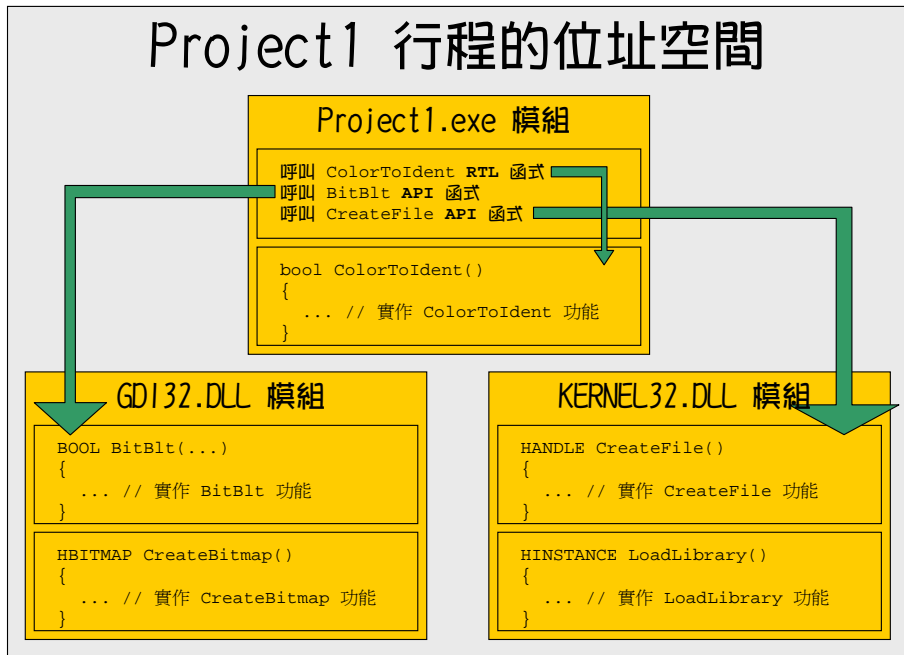 Project1 行程的位址空間
Project1.exe 模組
呼叫 ColorToIdent RTL 函式
呼叫 BitBlt API 函式
呼叫 CreateFile API 函式
bool ColorToIdent()
{
... // 實作 ColorToIdent 功能
}
GDI32.DLL 模組
BOOL BitBlt(...)
{
... // 實作 BitBlt 功能
}
HBITMAP CreateBitmap()
{
... // 實作 CreateBitmap 功能
}
KERNEL32.DLL 模組
HANDLE CreateFile()
{
... // 實作 CreateFile 功能
}
HINSTANCE LoadLibrary()
{
... // 實作 LoadLibrary 功能
}